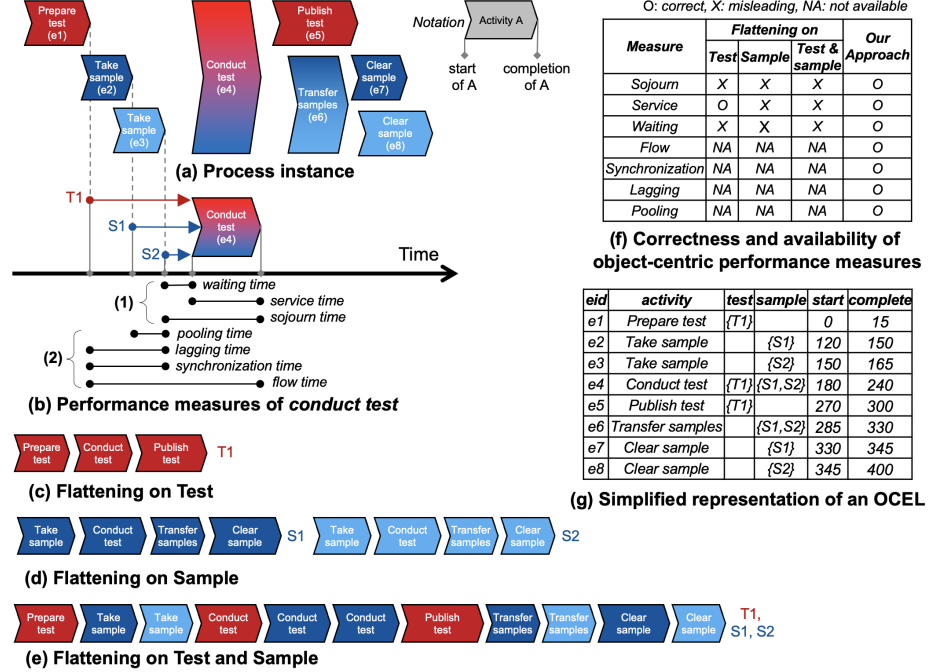 Prepare
test
(e1)
Take
sample
(e2)
Take
sample
(e3)
Conduct
test
(e4)
Publish
test
(e5)
Transfer
samples
(e6)
Clear
sample
(e7)
Clear
sample
(e8)
Notation
Activity A
start
of A
completion
of A
(a) Process instance
T1
S1
S2
Conduct
test
(e4)
Time
(1)
waiting time
service time
sojourn time
(2)
pooling time
lagging time
synchronization time
flow time
(b) Performance measures of conduct test
Prepare
test
Conduct
test
Publish
test
T1
(c) Flattening on Test
Take
sample
Conduct
test
Transfer
samples
Clear
sample
S1
Take
sample
Conduct
test
Transfer
samples
Clear
sample
S2
(d) Flattening on Sample
Prepare
test
Take
sample
Take
sample
Conduct
test
Conduct
test
Conduct
test
Publish
test
Transfer
samples
Transfer
samples
Clear
sample
Clear
sample
T1,
S1, S2
(e) Flattening on Test and Sample
O: correct, X: misleading, NA: not available
Measure Flattening on Our Approach
Test Sample Test & sample
Sojourn X X X O
Service O X X O
Waiting X X X O
Flow NA NA NA O
Synchronization NA NA NA O
Lagging NA NA NA O
Pooling NA NA NA O
(f) Correctness and availability of
object-centric performance measures
eid activity test sample start complete
e1 Prepare test {T1} 0 15
e2 Take sample {S1} 120 150
e3 Take sample {S2} 150 165
e4 Conduct test {T1} {S1,S2} 180 240
e5 Publish test {T1} 270 300
e6 Transfer samples {S1,S2} 285 330
e7 Clear sample {S1} 330 345
e8 Clear sample {S2} 345 400
(g) Simplified representation of an OCEL